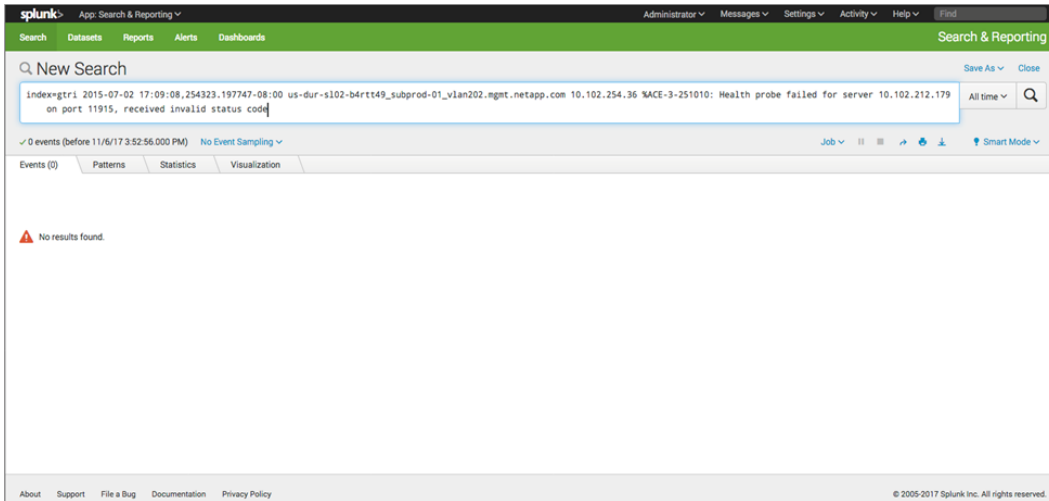 splunk> App: Search & Reporting Administrator Messages Settings Activity Help Find
Search Datasets Reports Alerts Dashboards Search & Reporting
New Search Save As Close
index=gtri 2015-07-02 17:09:08,254323.197747-08:00 us-dur-sl02-b4rtt49_subprod-01_vlan202.mgmt.netapp.com 10.102.254.36 %ACE-3-251010: Health probe failed for server 10.102.212.179
on port 11915, received invalid status code
All time
0 events (before 11/6/17 3:52:56.000 PM) No Event Sampling Job Smart Mode
Events (0) Patterns Statistics Visualization
No results found.
About Support File a Bug Documentation Privacy Policy © 2005-2017 Splunk Inc. All rights reserved.